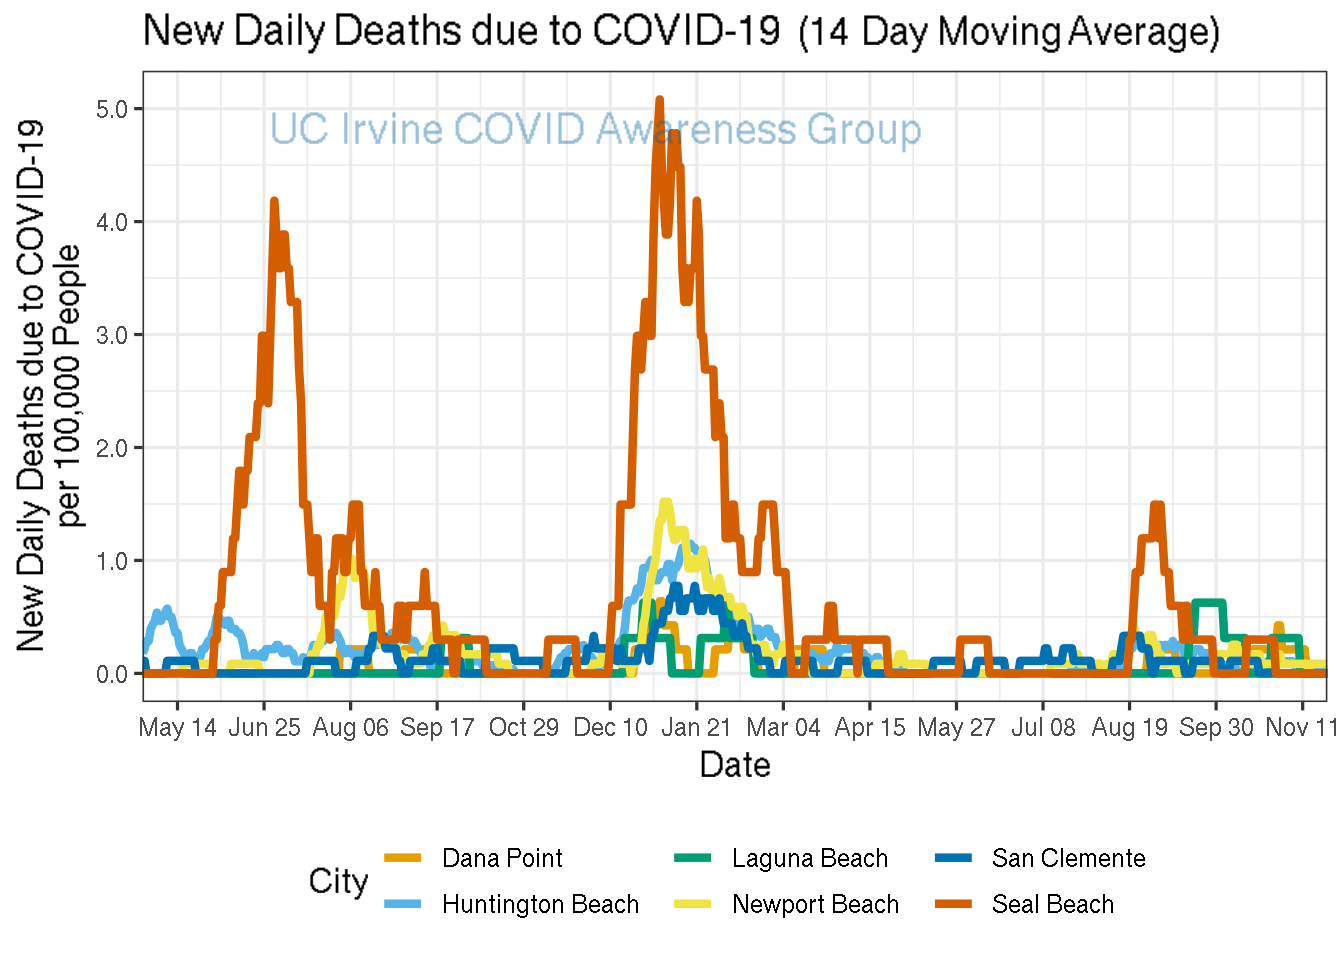 New Daily Deaths due to COVID-19 (14 Day Moving Average)
UC Irvine COVID Awareness Group
New Daily Deaths due to COVID-19
per 100,000 People
5.0
4.0
3.0
2.0
1.0
0.0
May 14 Jun 25 Aug 06 Sep 17 Oct 29 Dec 10 Jan 21 Mar 04 Apr 15 May 27 Jul 08 Aug 19 Sep 30 Nov 11
Date
City
Dana Point Laguna Beach San Clemente
Huntington Beach Newport Beach Seal Beach